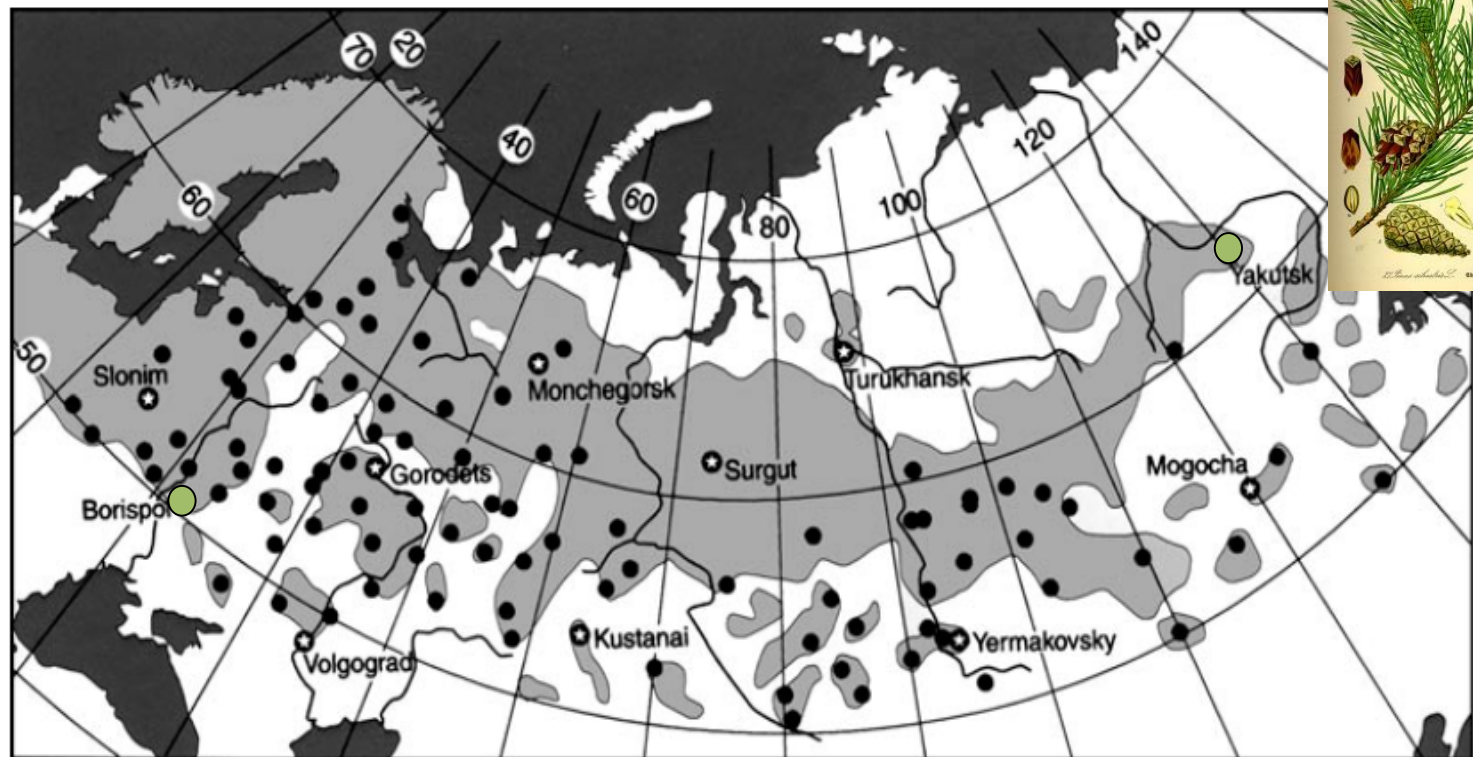 70
20
140
40
120
60
60
100
80
Yakutsk
50
Slonim
Monchegorsk
Turukhansk
Gorodets
Surgut
Mogocha
Borispol
Kustanai
Yermakovsky
Volgograd